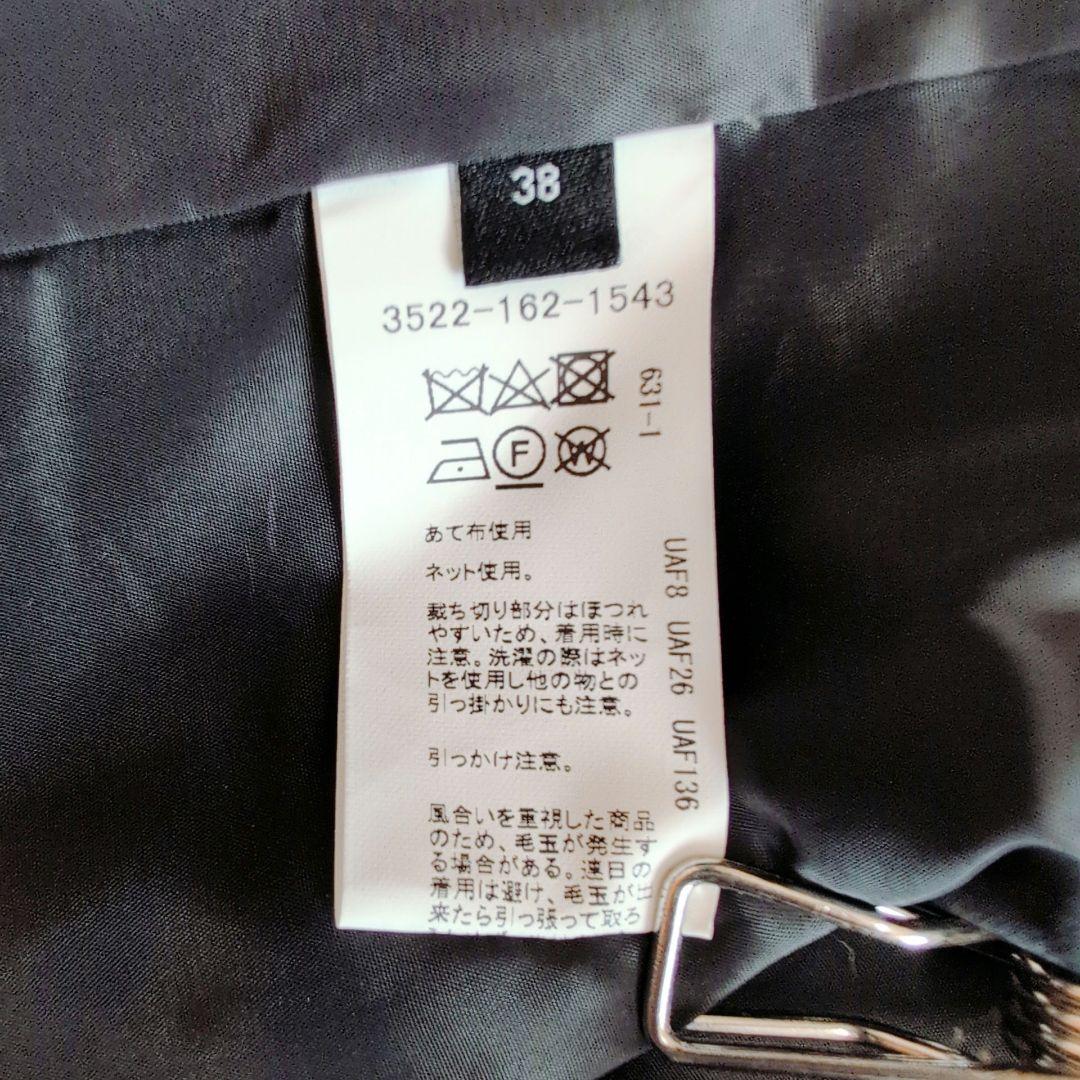 38
3522-162-1543
631-1
F
W
あて布使用
ネット使用。
裁ち切り部分はほつれ
やすいため、着用時に
注意。洗濯の際はネッ
トを使用し他の物との
引っ掛かりにも注意。
引っかけ注意。
風合いを重視した商品
のため、毛玉が発生す
る場合がある。連日の
着用は避け、毛玉が出
来たら引っ張って取ろ
UAF8 UAF26 UAF136